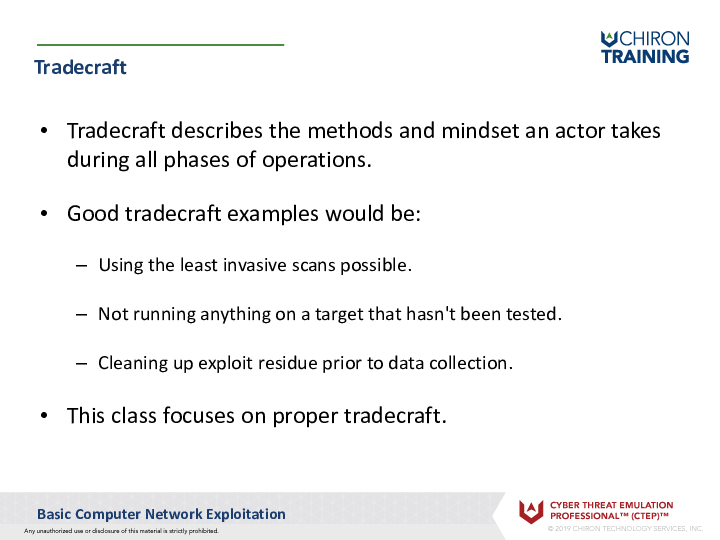 CHIRON
TRAINING
Tradecraft
• Tradecraft describes the methods and mindset an actor takes
during all phases of operations.
• Good tradecraft examples would be:
– Using the least invasive scans possible.
– Not running anything on a target that hasn't been tested.
– Cleaning up exploit residue prior to data collection.
• This class focuses on proper tradecraft.
Basic Computer Network Exploitation
Any unauthorized use or disclosure of this material is strictly prohibited.
CYBER THREAT EMULATION
PROFESSIONAL™ (CTEP)™
© 2019 CHIRON TECHNOLOGY SERVICES, INC.